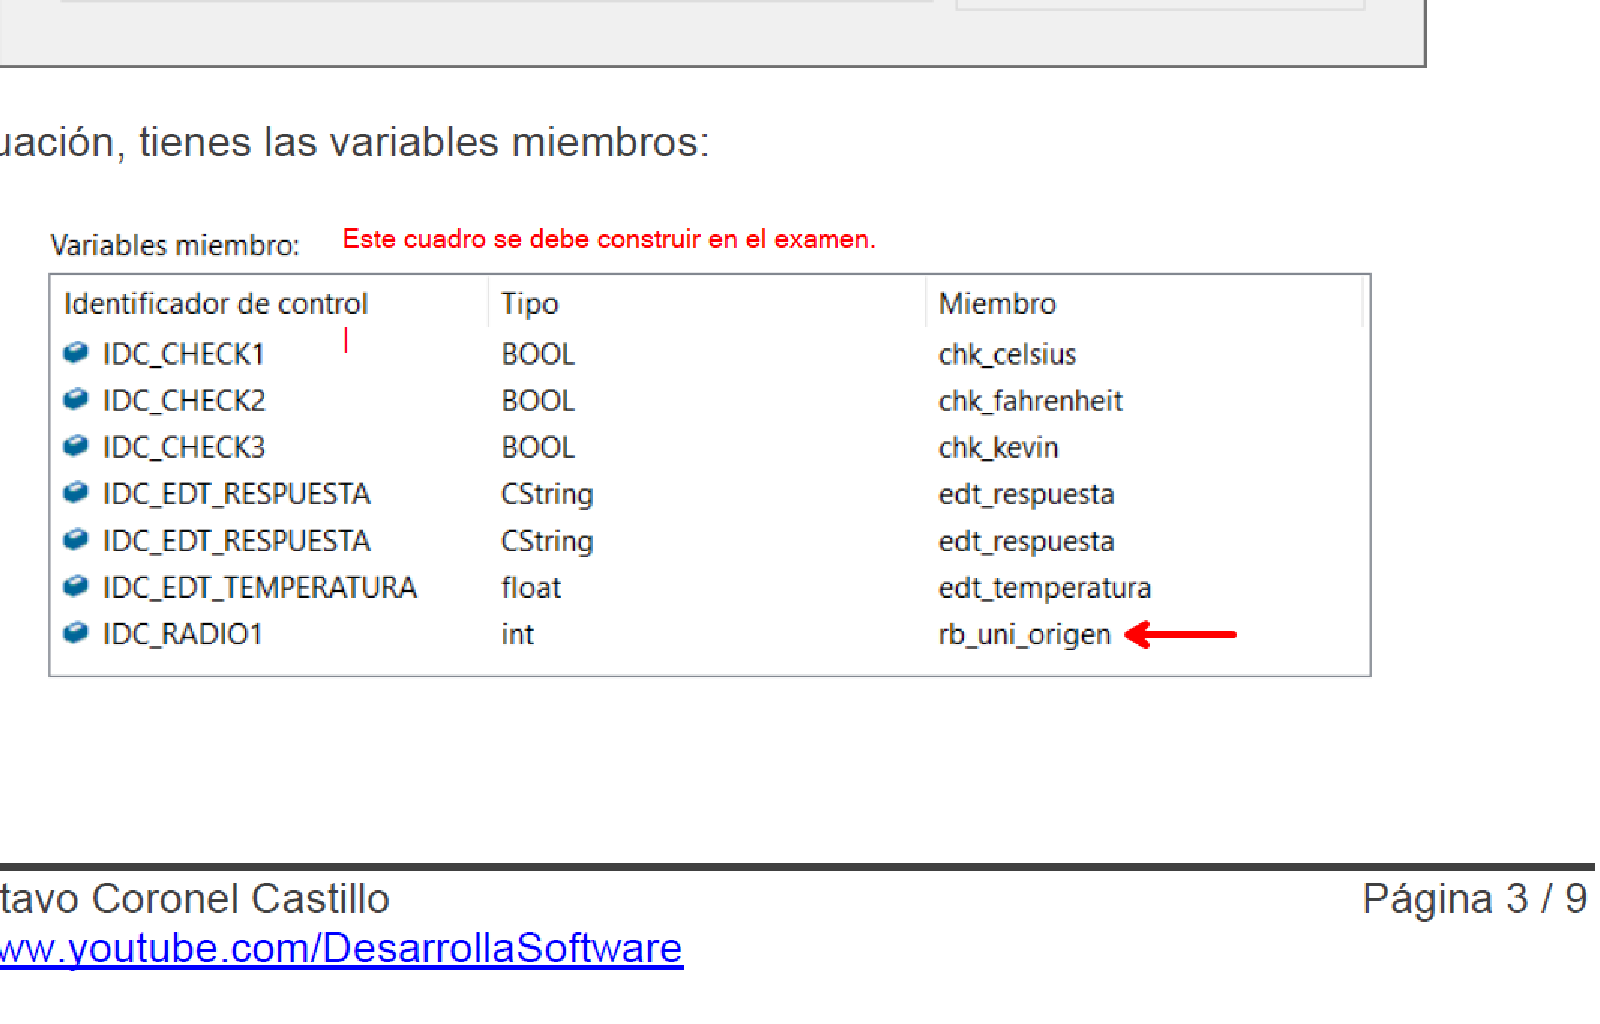 uación, tienes las variables miembros:
Variables miembro: Este cuadro se debe construir en el examen.
Identificador de control Tipo Miembro
IDC_CHECK1 BOOL chk_celsius
IDC_CHECK2 BOOL chk_fahrenheit
IDC_CHECK3 BOOL chk_kevin
IDC_EDT_RESPUESTA CString edt_respuesta
IDC_EDT_RESPUESTA CString edt_respuesta
IDC_EDT_TEMPERATURA float edt_temperatura
IDC_RADIO1 int rb_uni_origen
tavo Coronel Castillo Página 3 / 9
ww.youtube.com/DesarrollaSoftware